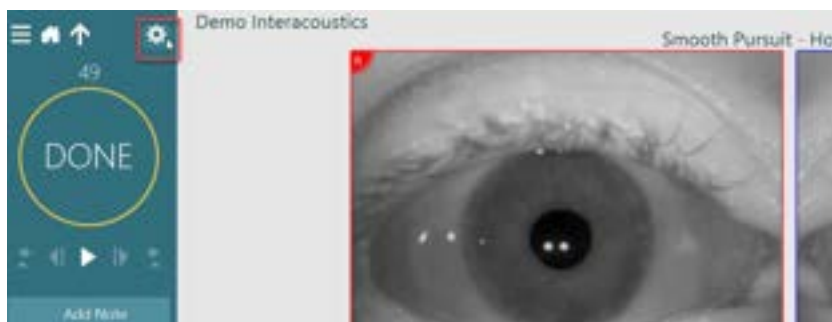 Demo Interacoustics
Smooth Pursuit - Ho
49
DONE
R
Add Note